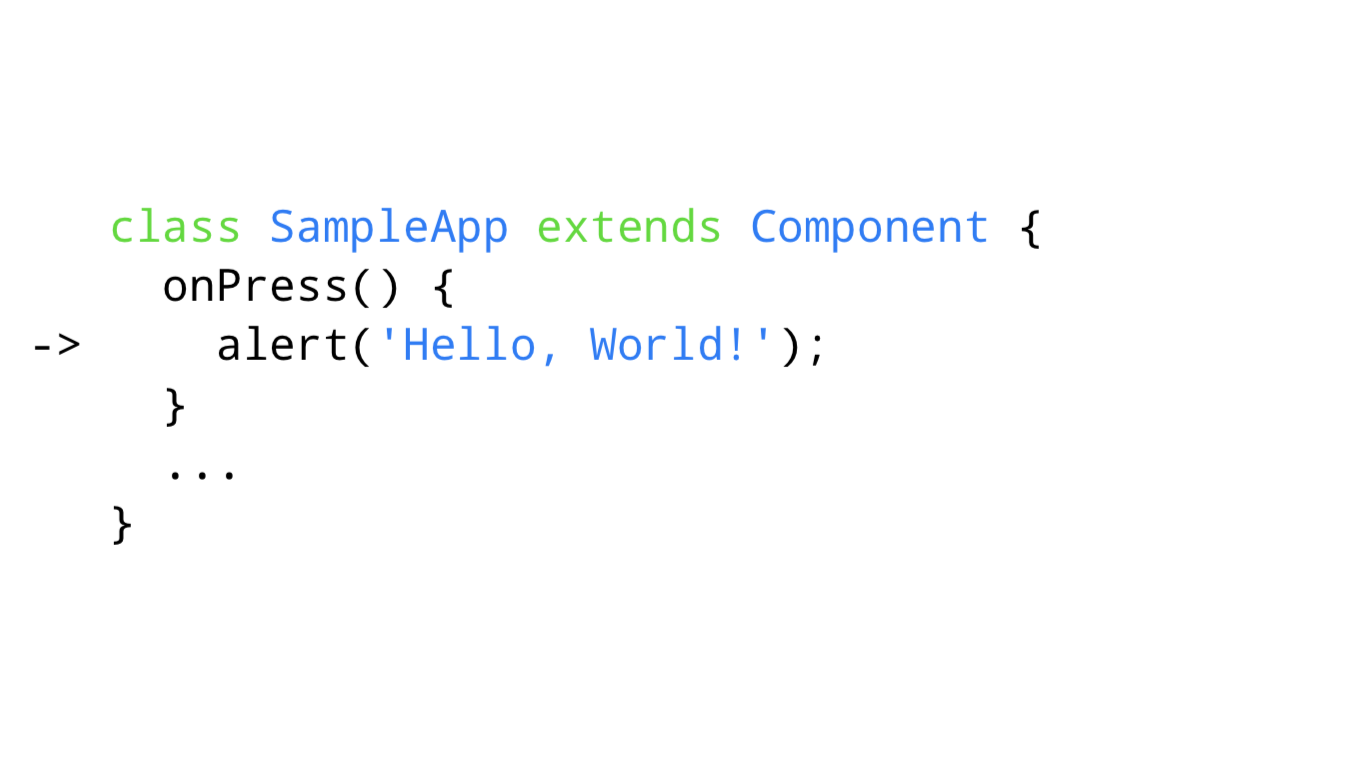 class SampleApp extends Component {
  onPress() {
->     alert('Hello, World!');
  }
  ...
}